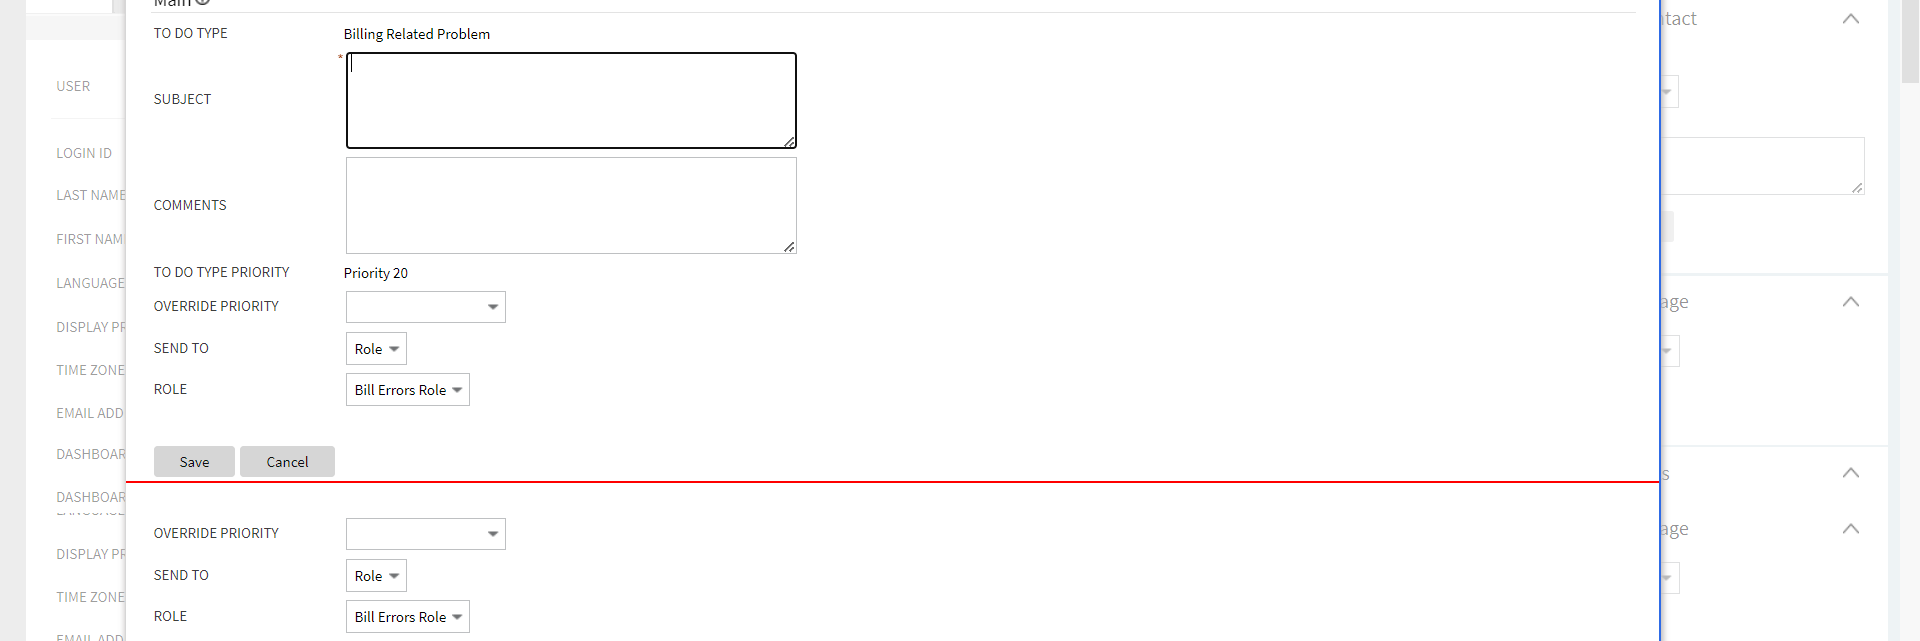 Main
ntact
TO DO TYPE Billing Related Problem
*
USER
SUBJECT
LOGIN ID
LAST NAME
COMMENTS
FIRST NAM
TO DO TYPE PRIORITY Priority 20
LANGUAGE
OVERRIDE PRIORITY
age
DISPLAY PR
SEND TO Role
TIME ZONE
ROLE Bill Errors Role
EMAIL ADD
DASHBOAR
Save Cancel
s
DASHBOAR
LANGUAGE
OVERRIDE PRIORITY
age
DISPLAY PR
SEND TO Role
TIME ZONE
ROLE Bill Errors Role
EMAIL ADD